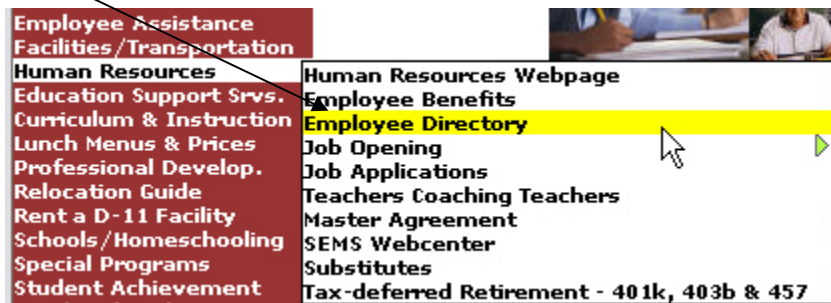 Employee Assistance
Facilities/Transportation
Human Resources
Education Support Srvs.
Curriculum & Instruction
Lunch Menus & Prices
Professional Develop.
Relocation Guide
Rent a D-11 Facility
Schools/Homeschooling
Special Programs
Student Achievement
Human Resources Webpage
Employee Benefits
Employee Directory
Job Opening
Job Applications
Teachers Coaching Teachers
Master Agreement
SEMS Webcenter
Substitutes
Tax-deferred Retirement - 401k, 403b & 457